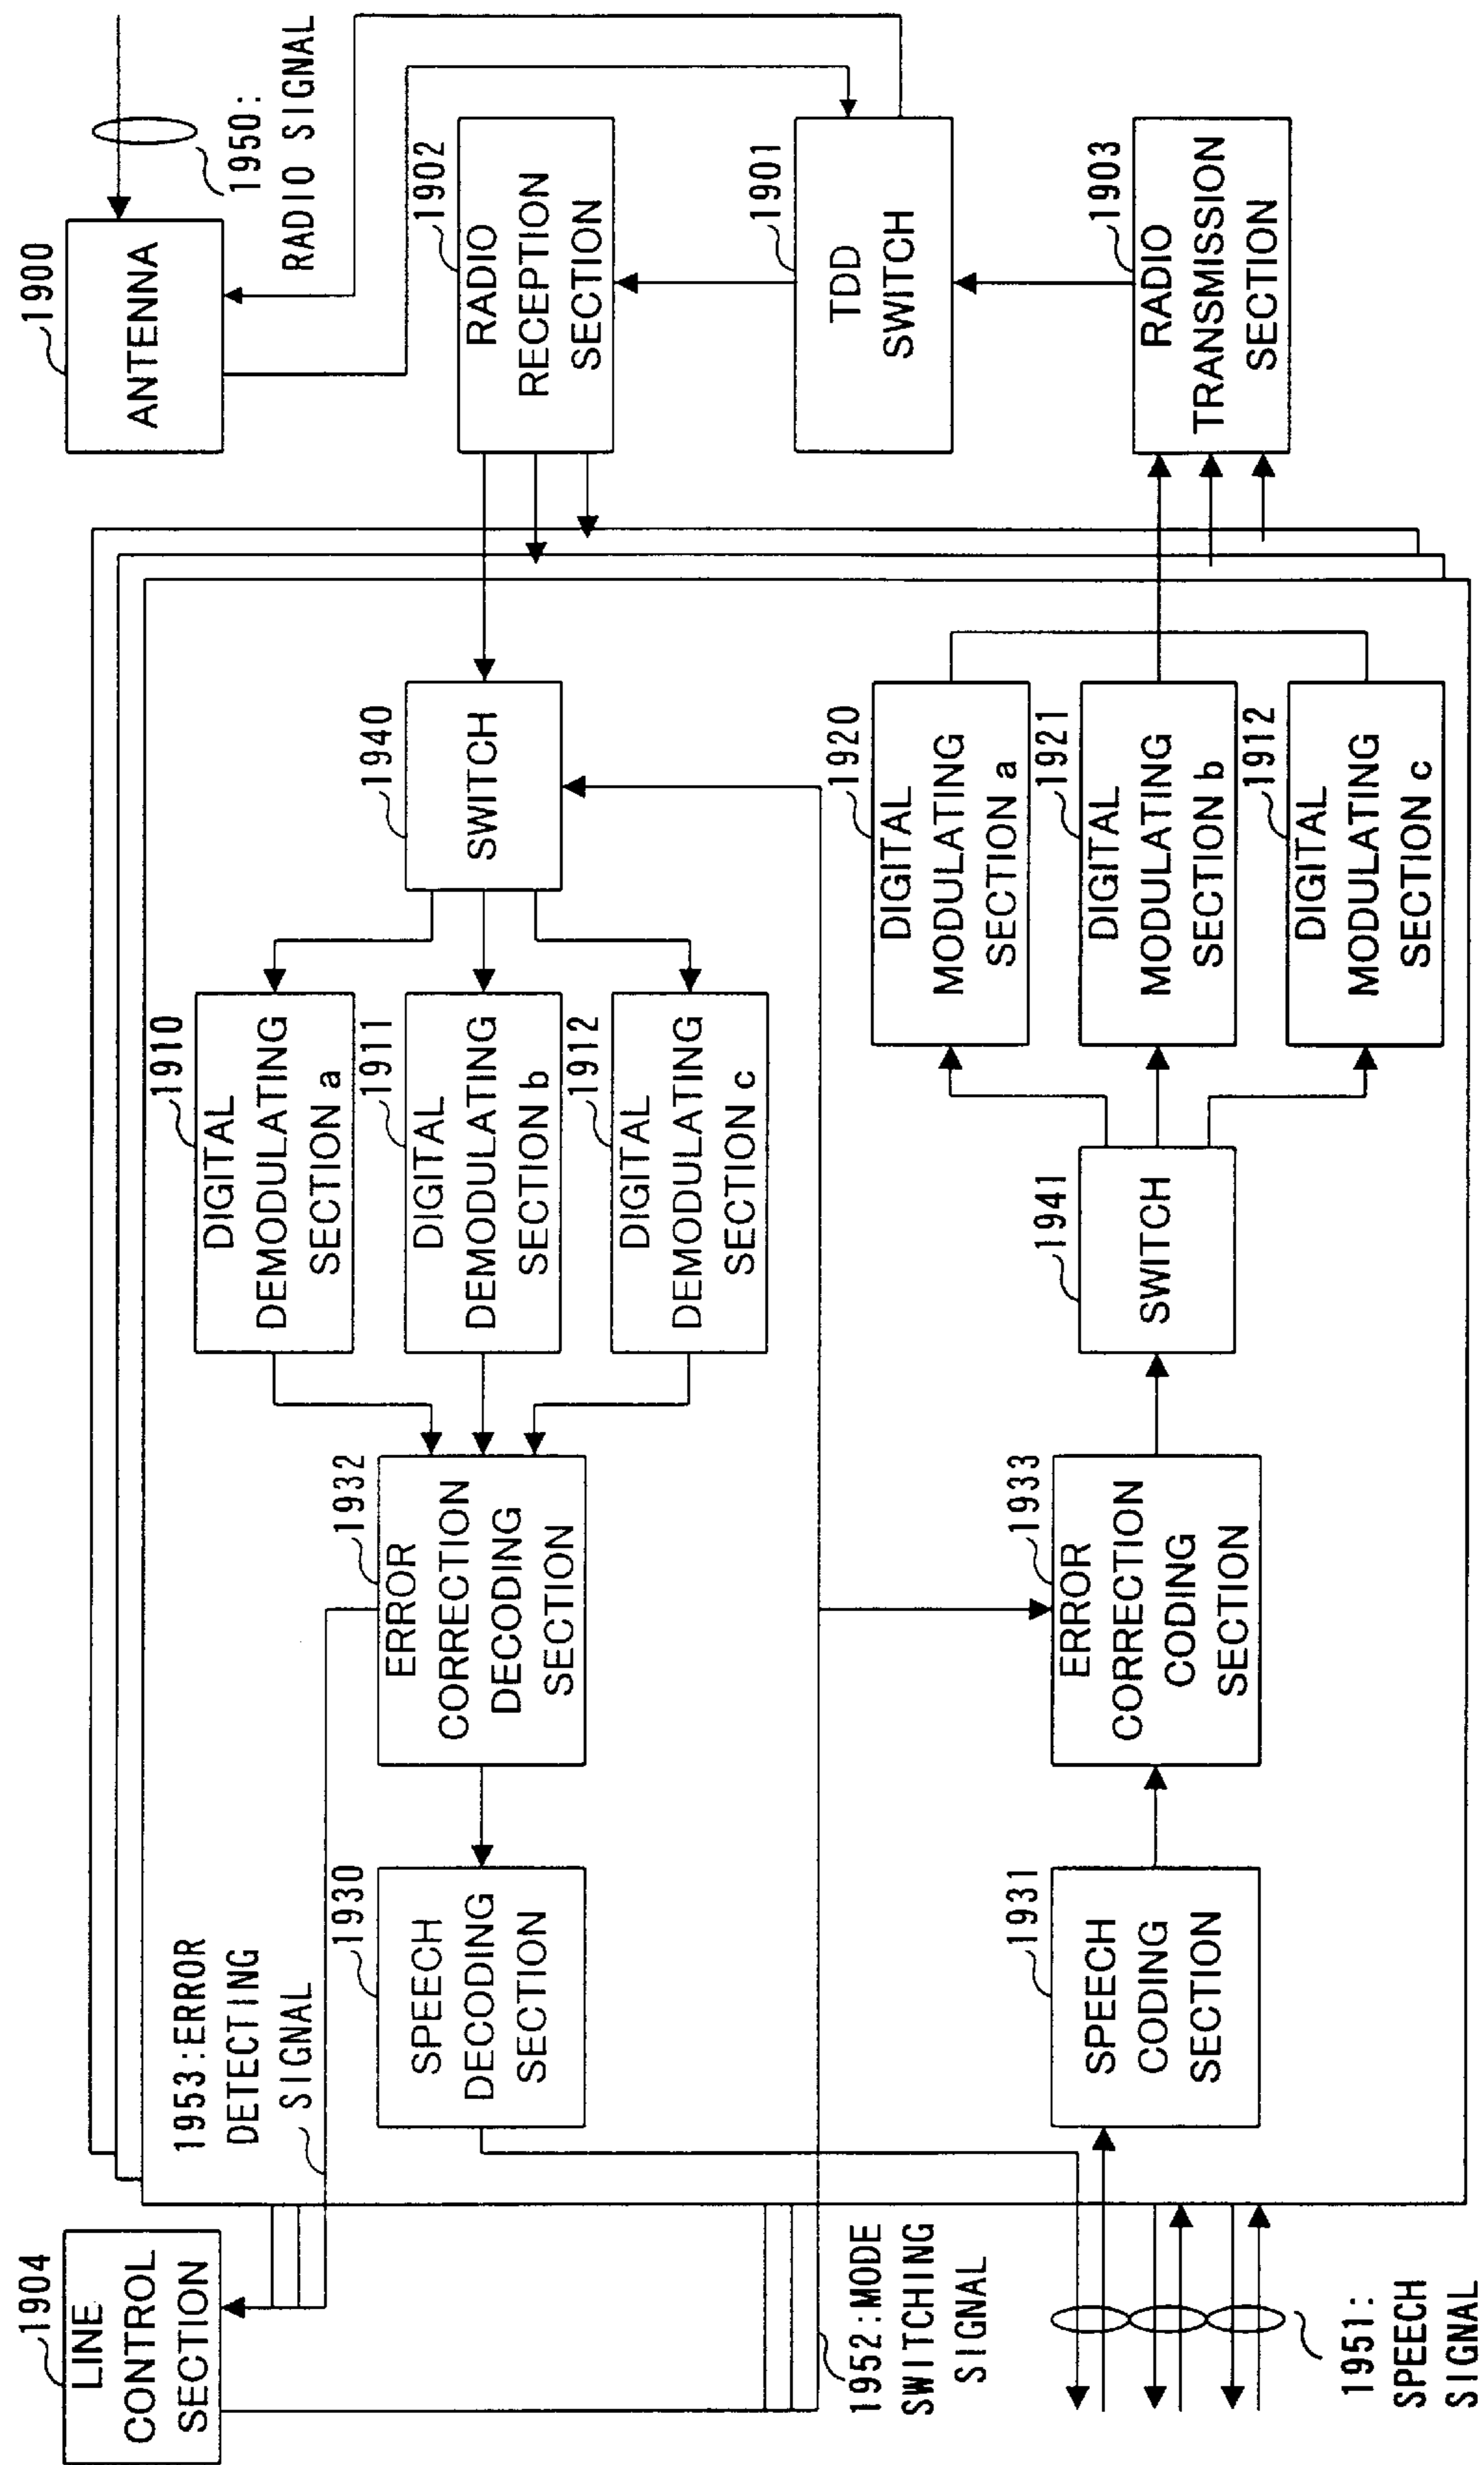 1904
LINE
CONTROL
SECTION
1953:ERROR
DETECTING
SIGNAL
1952:MODE
SWITCHING
SIGNAL
1951:
SPEECH
SIGNAL
1930
SPEECH
DECODING
SECTION
1931
SPEECH
CODING
SECTION
1932
ERROR
CORRECTION
DECODING
SECTION
1933
ERROR
CORRECTION
CODING
SECTION
1910
DIGITAL
DEMODULATING
SECTION a
1911
DIGITAL
DEMODULATING
SECTION b
1912
DIGITAL
DEMODULATING
SECTION c
1941
SWITCH
1940
SWITCH
1920
DIGITAL
MODULATING
SECTION a
1921
DIGITAL
MODULATING
SECTION b
1912
DIGITAL
MODULATING
SECTION c
1900
ANTENNA
1950:
RADIO SIGNAL
1902
RADIO
RECEPTION
SECTION
1901
TDD
SWITCH
1903
RADIO
TRANSMISSION
SECTION